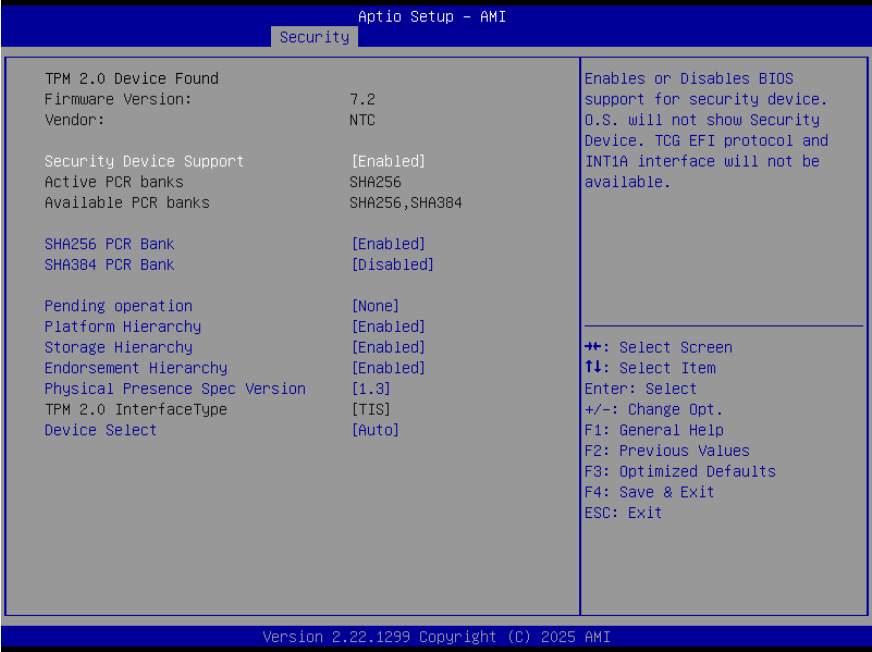 Aptio Setup – AMI
Security
TPM 2.0 Device Found
Firmware Version: 7.2
Vendor: NTC
Security Device Support [Enabled]
Active PCR banks SHA256
Available PCR banks SHA256,SHA384
SHA256 PCR Bank [Enabled]
SHA384 PCR Bank [Disabled]
Pending operation [None]
Platform Hierarchy [Enabled]
Storage Hierarchy [Enabled]
Endorsement Hierarchy [Enabled]
Physical Presence Spec Version [1.3]
TPM 2.0 InterfaceType [TIS]
Device Select [Auto]
Enables or Disables BIOS
support for security device.
O.S. will not show Security
Device. TCG EFI protocol and
INT1A interface will not be
available.
→←: Select Screen
↑↓: Select Item
Enter: Select
+/-: Change Opt.
F1: General Help
F2: Previous Values
F3: Optimized Defaults
F4: Save & Exit
ESC: Exit
Version 2.22.1299 Copyright (C) 2025 AMI